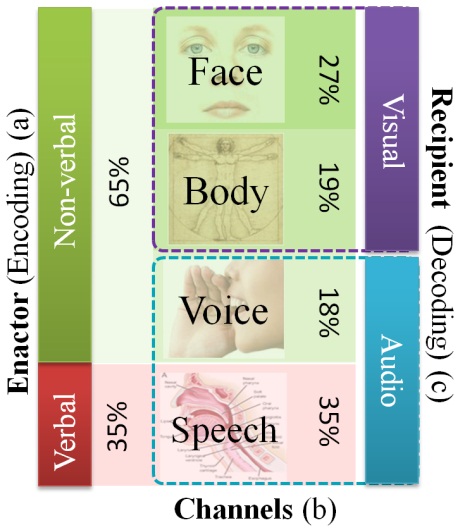 Enactor (Encoding) (a)
Non-verbal
65%
Verbal
35%
Face
27%
Body
19%
Voice
18%
Speech
35%
Visual
Audio
Recipient (Decoding) (c)
Channels (b)